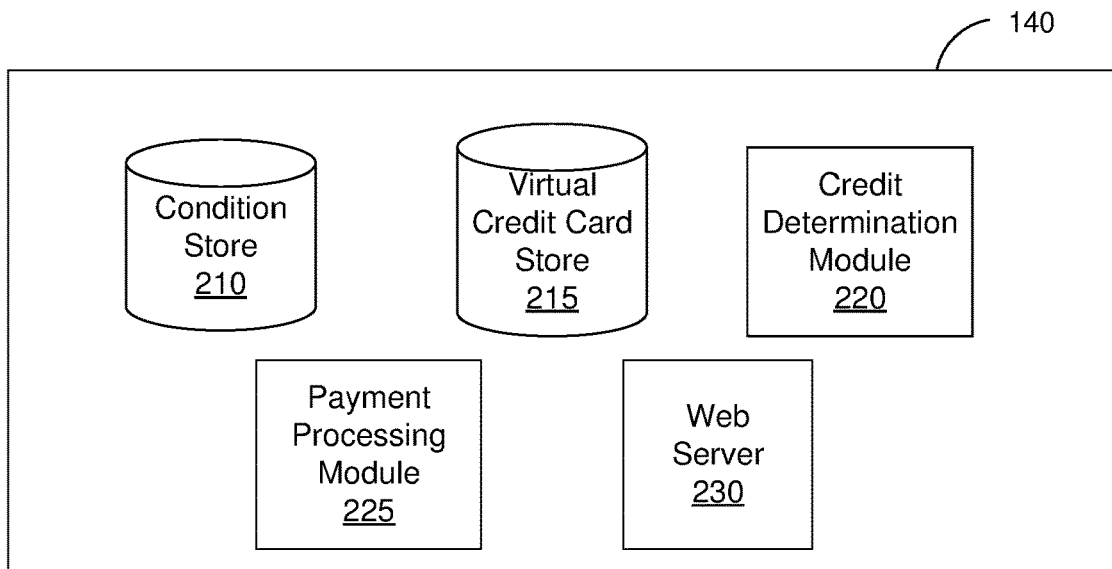 140
Condition
Store
210
Virtual
Credit Card
Store
215
Credit
Determination
Module
220
Payment
Processing
Module
225
Web
Server
230